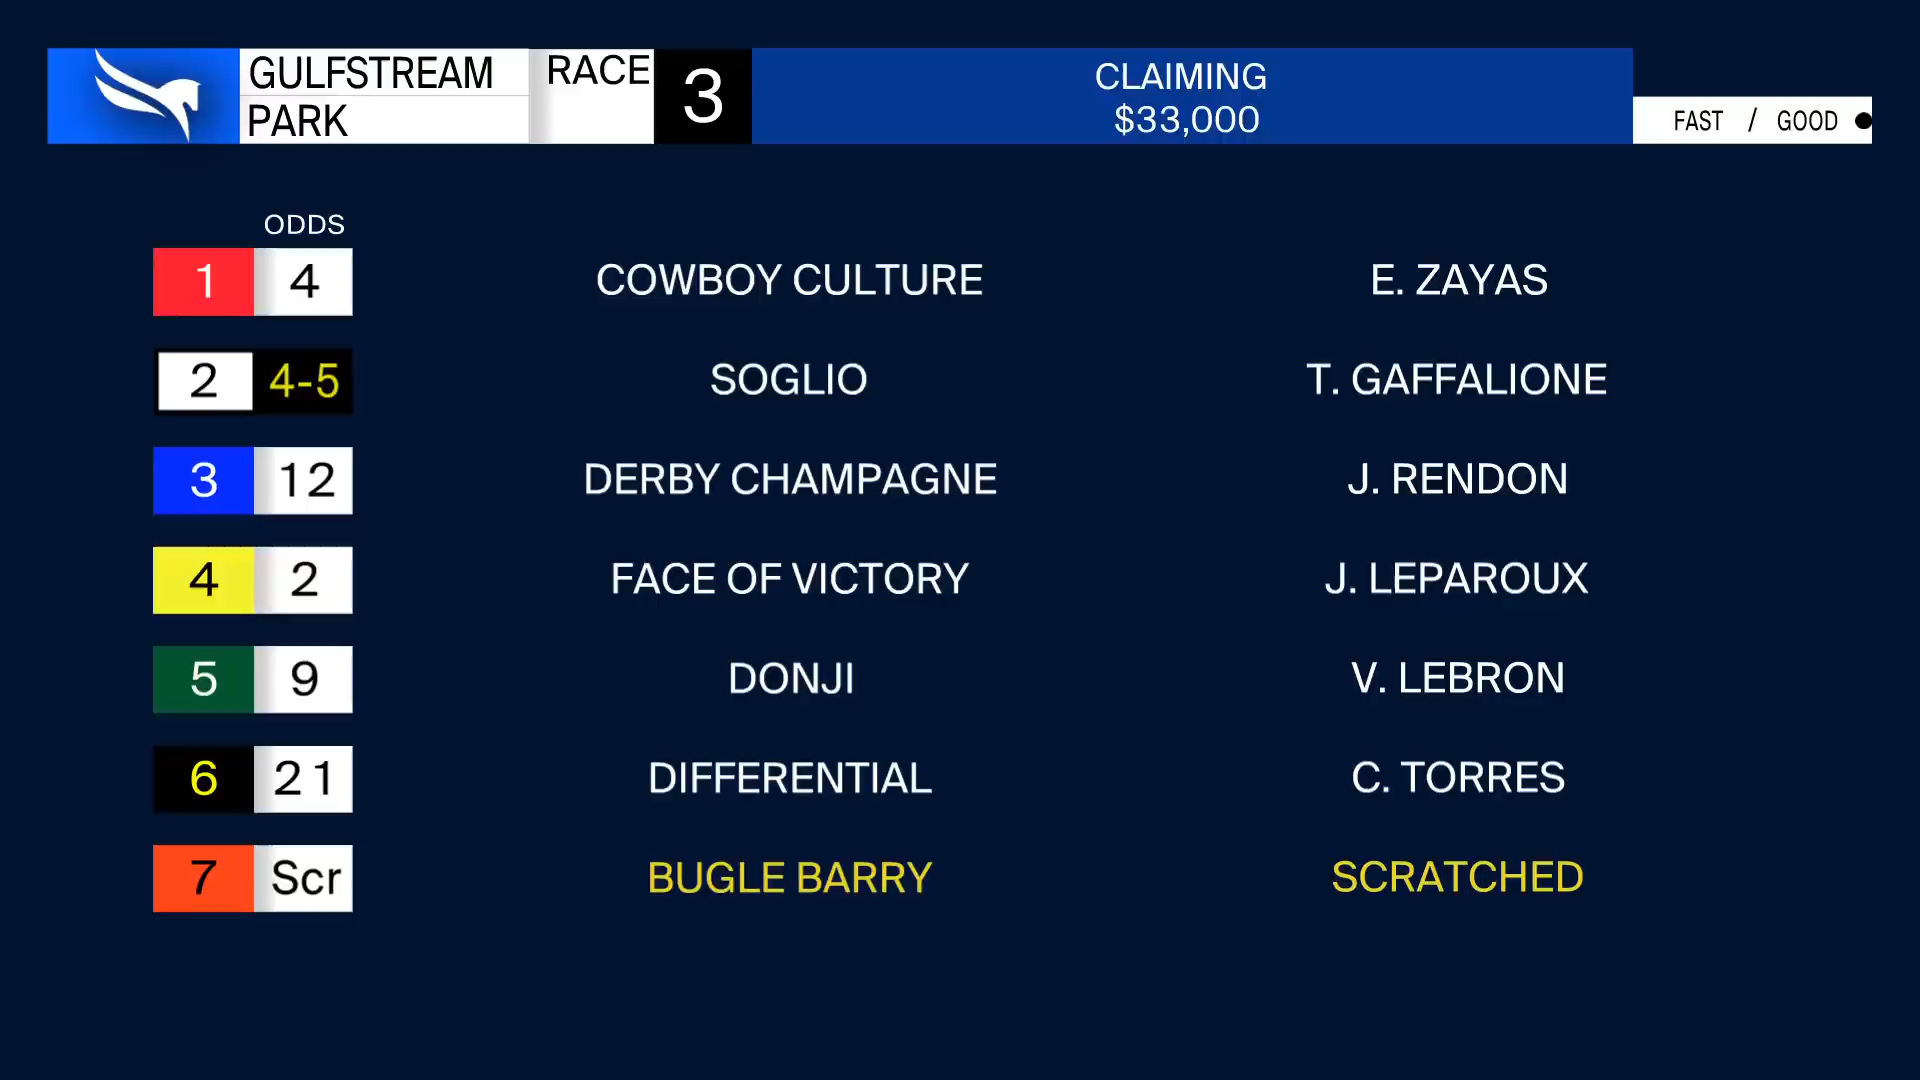 GULFSTREAM
PARK
RACE
3
CLAIMING
$33,000
FAST / GOOD
ODDS
1 4 COWBOY CULTURE E. ZAYAS
2 4-5 SOGLIO T. GAFFALIONE
3 12 DERBY CHAMPAGNE J. RENDON
4 2 FACE OF VICTORY J. LEPAROUX
5 9 DONJI V. LEBRON
6 21 DIFFERENTIAL C. TORRES
7 Scr BUGLE BARRY SCRATCHED